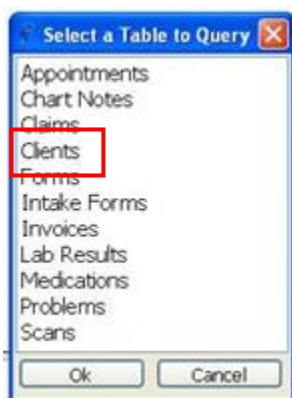 Select a Table to Query
Appointments
Chart Notes
Claims
Clients
Forms
Intake Forms
Invoices
Lab Results
Medications
Problems
Scans
Ok Cancel